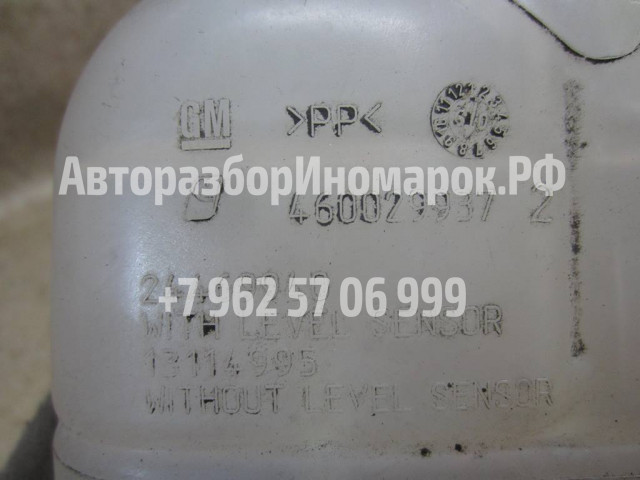 GM >PP<
АвторазборИномарок.РФ
460029937 2
+7 962 57 06 999
WITH LEVEL SENSOR
13114995
WITHOUT LEVEL SENSOR